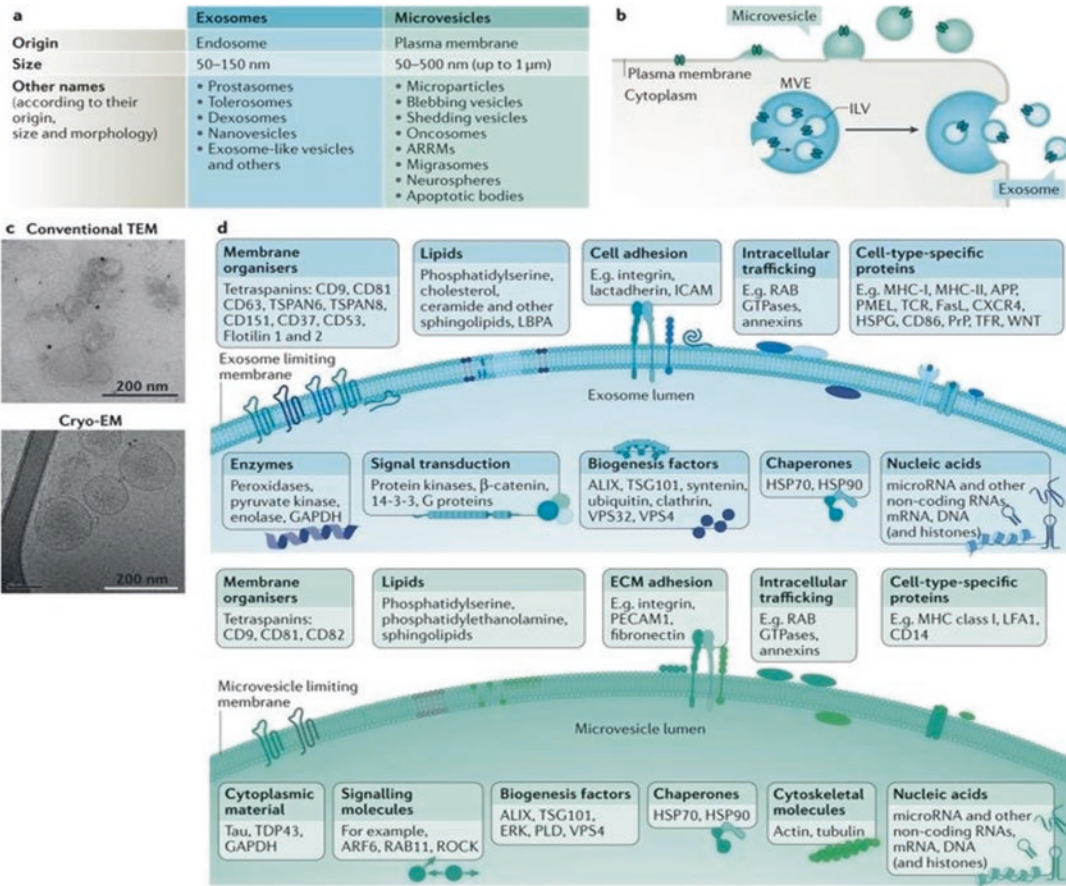 a
Exosomes
Microvesicles
Origin
Endosome
Plasma membrane
Size
50–150 nm
50–500 nm (up to 1 µm)
Other names
(according to their
origin,
size and morphology)
• Prostasomes
• Tolerosomes
• Dexosomes
• Nanovesicles
• Exosome-like vesicles
and others
• Microparticles
• Blebbing vesicles
• Shedding vesicles
• Oncosomes
• ARRMs
• Migrasomes
• Neurospheres
• Apoptotic bodies
b
Microvesicle
Plasma membrane
Cytoplasm
MVE
ILV
Exosome
c Conventional TEM
200 nm
Cryo-EM
200 nm
d
Membrane
organisers
Tetraspanins: CD9, CD81
CD63, TSPAN6, TSPAN8,
CD151, CD37, CD53,
Flotilin 1 and 2
Lipids
Phosphatidylserine,
cholesterol,
ceramide and other
sphingolipids, LBPA
Cell adhesion
E.g. integrin,
lactadherin, ICAM
Intracellular
trafficking
E.g. RAB
GTPases,
annexins
Cell-type-specific
proteins
E.g. MHC-I, MHC-II, APP,
PMEL, TCR, FasL, CXCR4,
HSPG, CD86, PrP, TFR, WNT
Exosome limiting
membrane
Exosome lumen
Enzymes
Peroxidases,
pyruvate kinase,
enolase, GAPDH
Signal transduction
Protein kinases, β-catenin,
14-3-3, G proteins
Biogenesis factors
ALIX, TSG101, syntenin,
ubiquitin, clathrin,
VPS32, VPS4
Chaperones
HSP70, HSP90
Nucleic acids
microRNA and other
non-coding RNAs,
mRNA, DNA
(and histones)
Membrane
organisers
Tetraspanins:
CD9, CD81, CD82
Lipids
Phosphatidylserine,
phosphatidylethanolamine,
sphingolipids
ECM adhesion
E.g. integrin,
PECAM1,
fibronectin
Intracellular
trafficking
E.g. RAB
GTPases,
annexins
Cell-type-specific
proteins
E.g. MHC class I, LFA1,
CD14
Microvesicle limiting
membrane
Microvesicle lumen
Cytoplasmic
material
Tau, TDP43,
GAPDH
Signalling
molecules
For example,
ARF6, RAB11, ROCK
Biogenesis factors
ALIX, TSG101,
ERK, PLD, VPS4
Chaperones
HSP70, HSP90
Cytoskeletal
molecules
Actin, tubulin
Nucleic acids
microRNA and other
non-coding RNAs,
mRNA, DNA
(and histones)